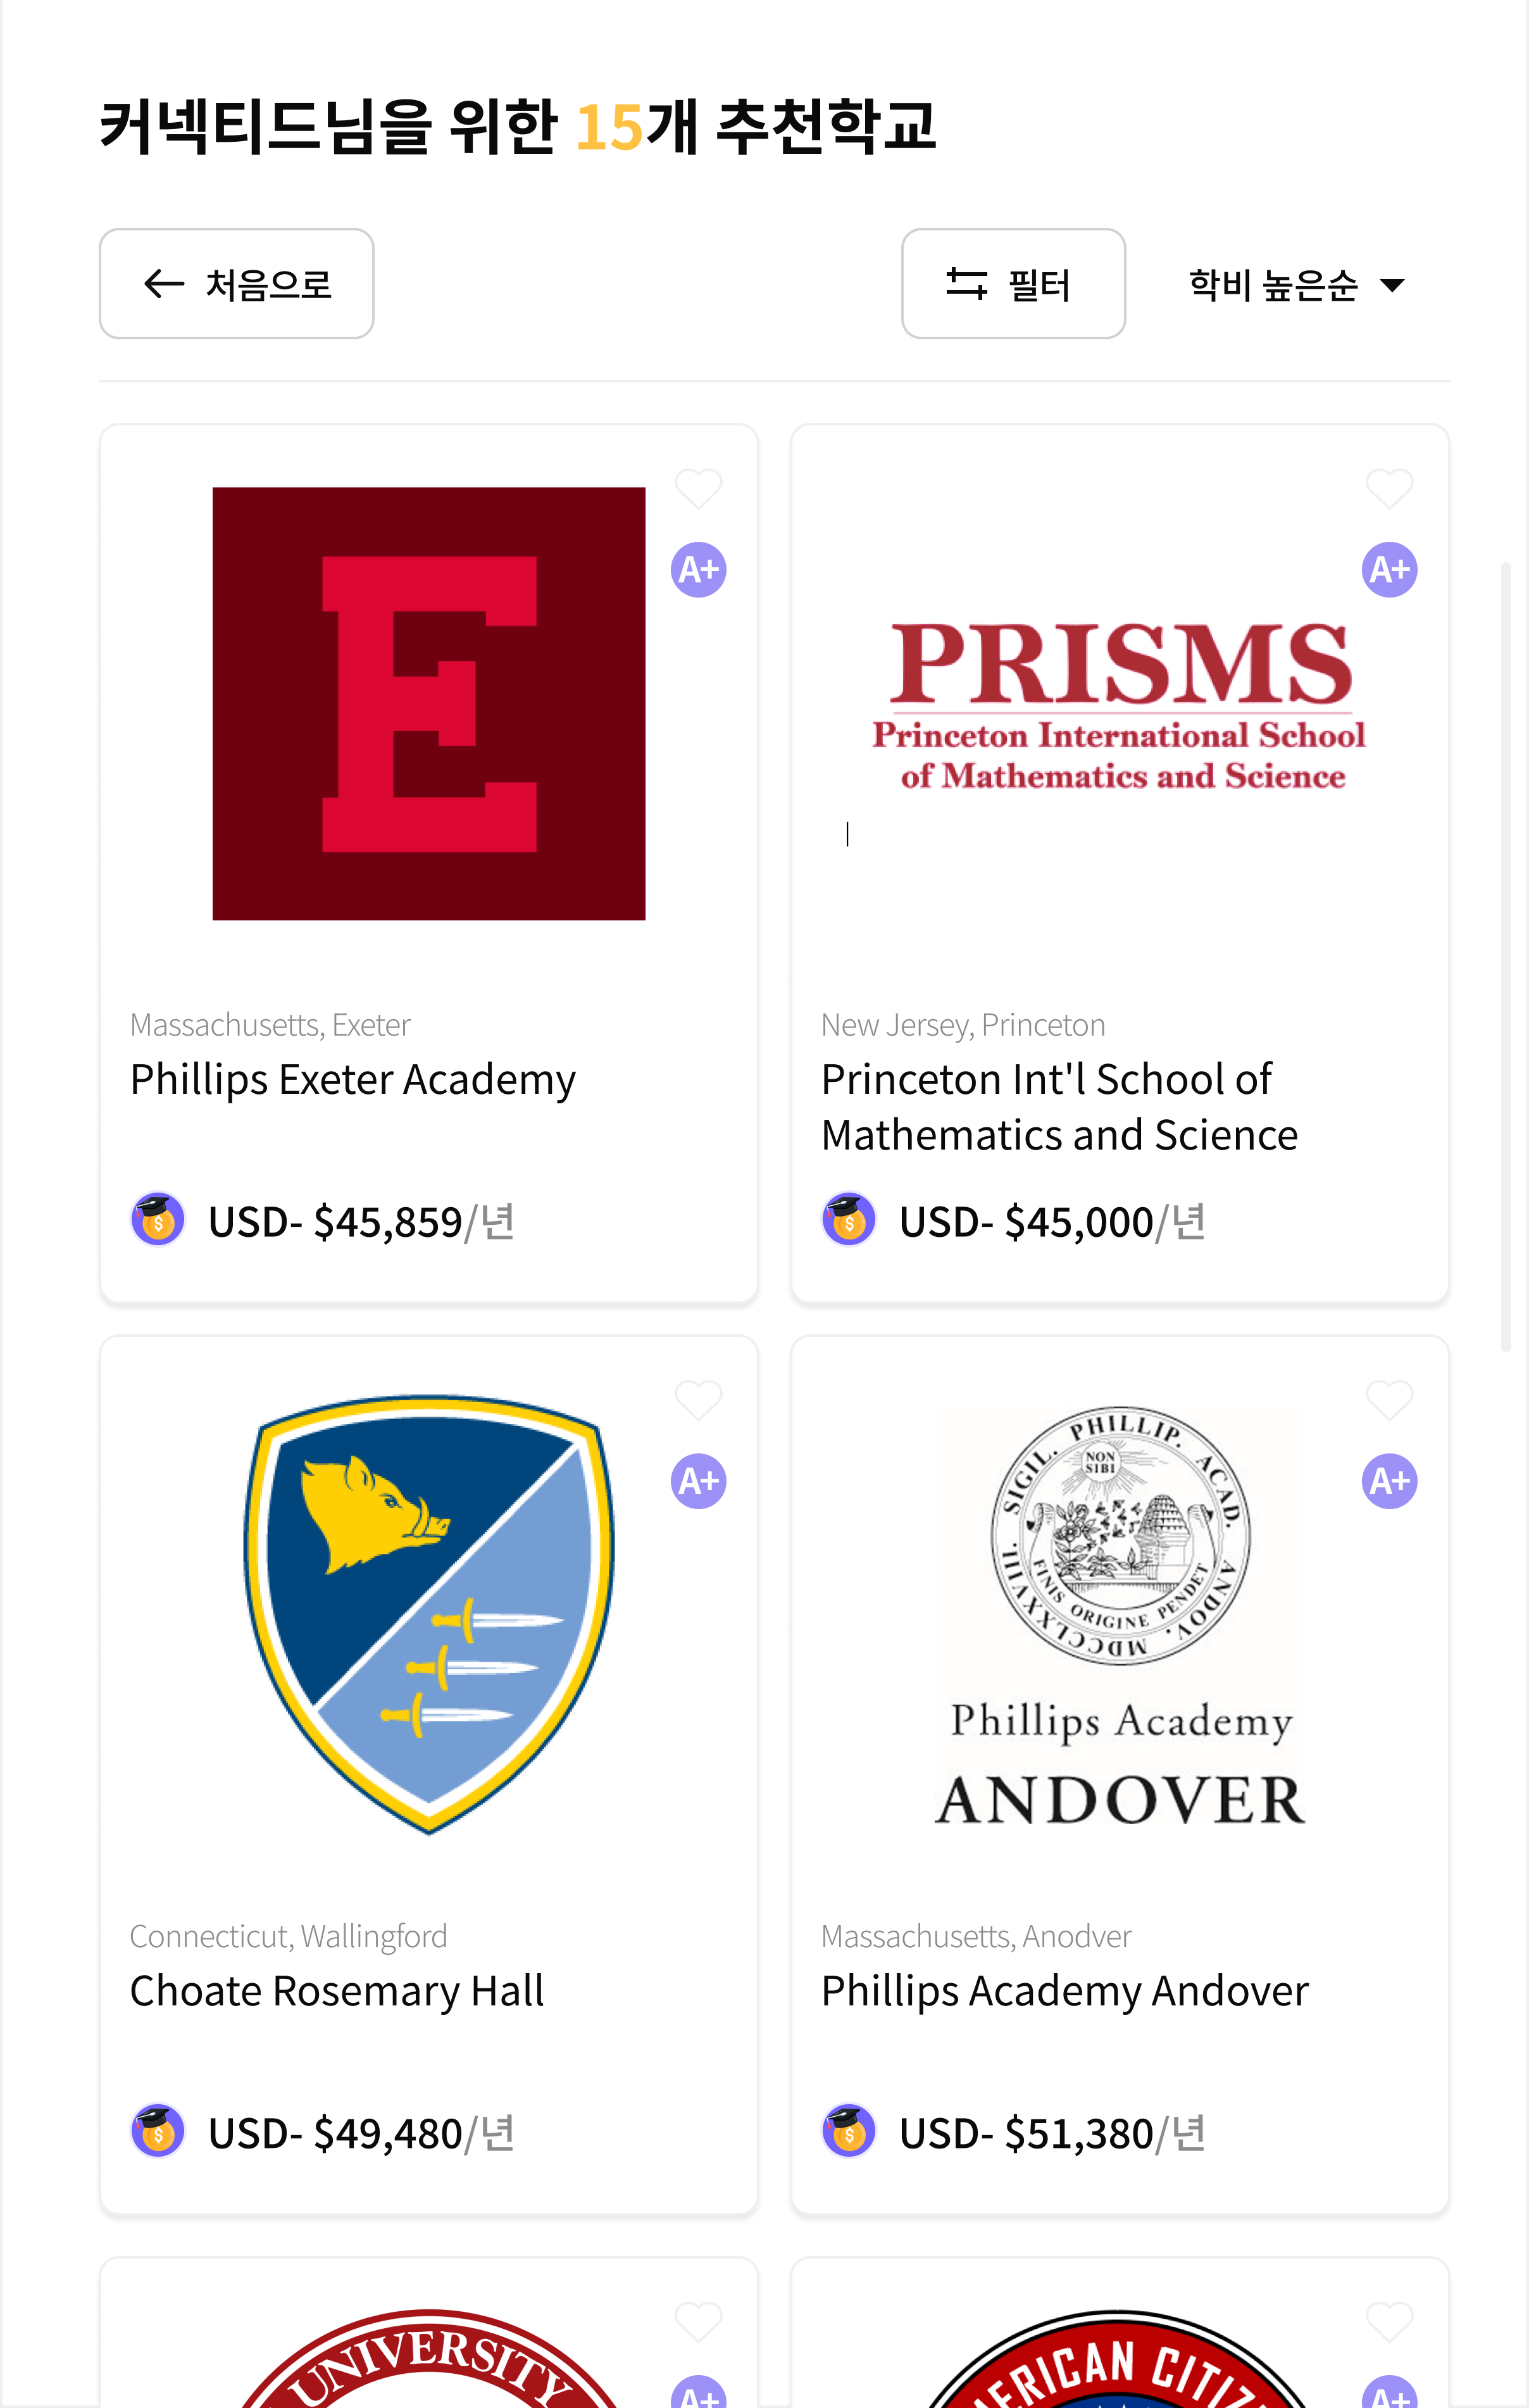 커넥티드님을 위한 15개 추천학교
처음으로
필터
학비 높은순
E
A+
PRISMS
Princeton International School
of Mathematics and Science
A+
Massachusetts, Exeter
Phillips Exeter Academy
USD- $45,859/년
New Jersey, Princeton
Princeton Int'l School of
Mathematics and Science
USD- $45,000/년
A+
SIGIL. PHILLIP. ACAD. ANDOV. MDCCLXXVIII.
NON
SIBI
FINIS ORIGINE PENDET
Phillips Academy
ANDOVER
A+
Connecticut, Wallingford
Choate Rosemary Hall
USD- $49,480/년
Massachusetts, Anodver
Phillips Academy Andover
USD- $51,380/년
UNIVERSITY
A+
A+